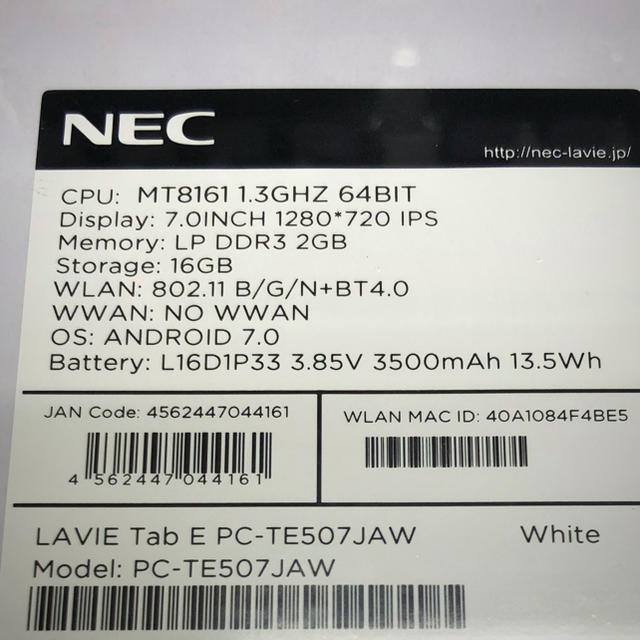 NEC
http://nec-lavie.jp/
CPU: MT8161 1.3GHZ 64BIT
Display: 7.0INCH 1280*720 IPS
Memory: LP DDR3 2GB
Storage: 16GB
WLAN: 802.11 B/G/N+BT4.0
WWAN: NO WWAN
OS: ANDROID 7.0
Battery: L16D1P33 3.85V 3500mAh 13.5Wh
JAN Code: 4562447044161
4 562447 044161
WLAN MAC ID: 40A1084F4BE5
LAVIE Tab E PC-TE507JAW White
Model: PC-TE507JAW